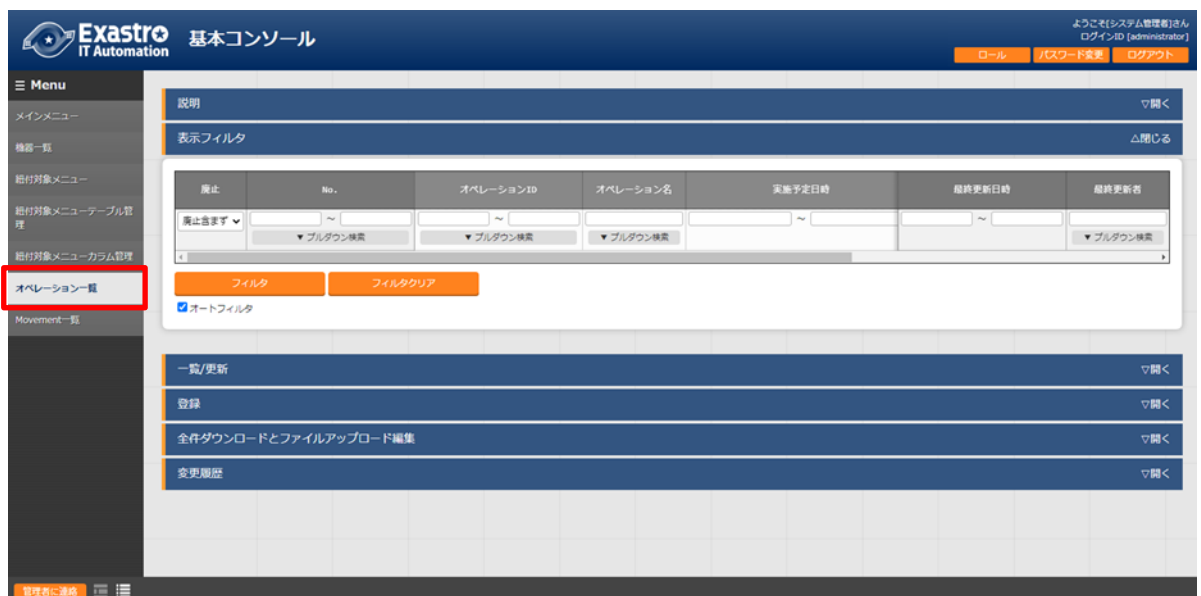 Exastro
IT Automation
基本コンソール
ようこそ[システム管理者]さん
ログインID [administrator]
ロール
パスワード変更
ログアウト
☰ Menu
メインメニュー
機器一覧
紐付対象メニュー
紐付対象メニューテーブル管
理
紐付対象メニューカラム管理
オペレーション一覧
Movement一覧
説明
▽開く
表示フィルタ
△閉じる
廃止 No. オペレーションID オペレーション名 実施予定日時 最終更新日時 最終更新者
廃止含まず ～ ～ ～ ～
▼ プルダウン検索 ▼ プルダウン検索 ▼ プルダウン検索 ▼ プルダウン検索
フィルタ
フィルタクリア
オートフィルタ
一覧/更新
▽開く
登録
▽開く
全件ダウンロードとファイルアップロード編集
▽開く
変更履歴
▽開く
管理者に連絡